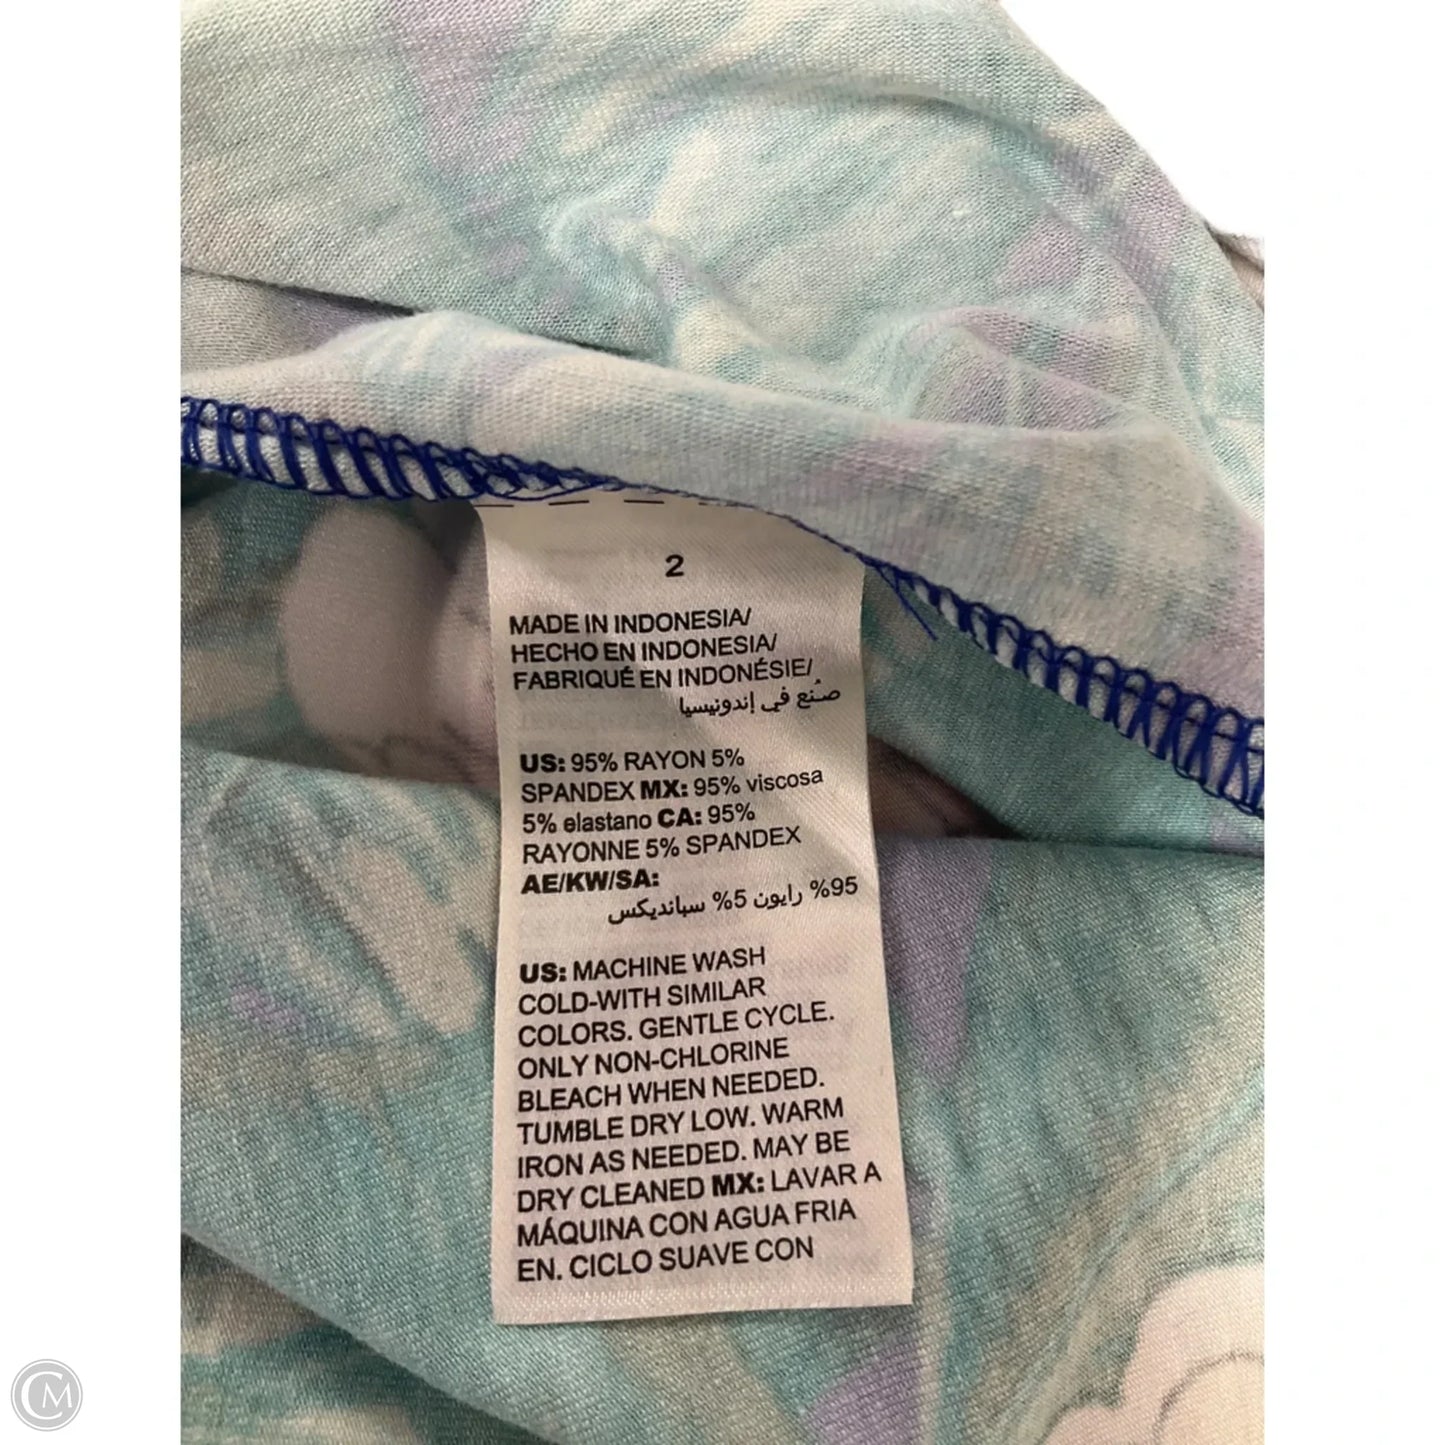 2
MADE IN INDONESIA/
HECHO EN INDONESIA/
FABRIQUÉ EN INDONÉSIE/
صُنع في إندونيسيا
US: 95% RAYON 5%
SPANDEX MX: 95% viscosa
5% elastano CA: 95%
RAYONNE 5% SPANDEX
AE/KW/SA:
95% رايون 5% سبانديكس
US: MACHINE WASH
COLD-WITH SIMILAR
COLORS. GENTLE CYCLE.
ONLY NON-CHLORINE
BLEACH WHEN NEEDED.
TUMBLE DRY LOW. WARM
IRON AS NEEDED. MAY BE
DRY CLEANED MX: LAVAR A
MÁQUINA CON AGUA FRIA
EN. CICLO SUAVE CON
CM